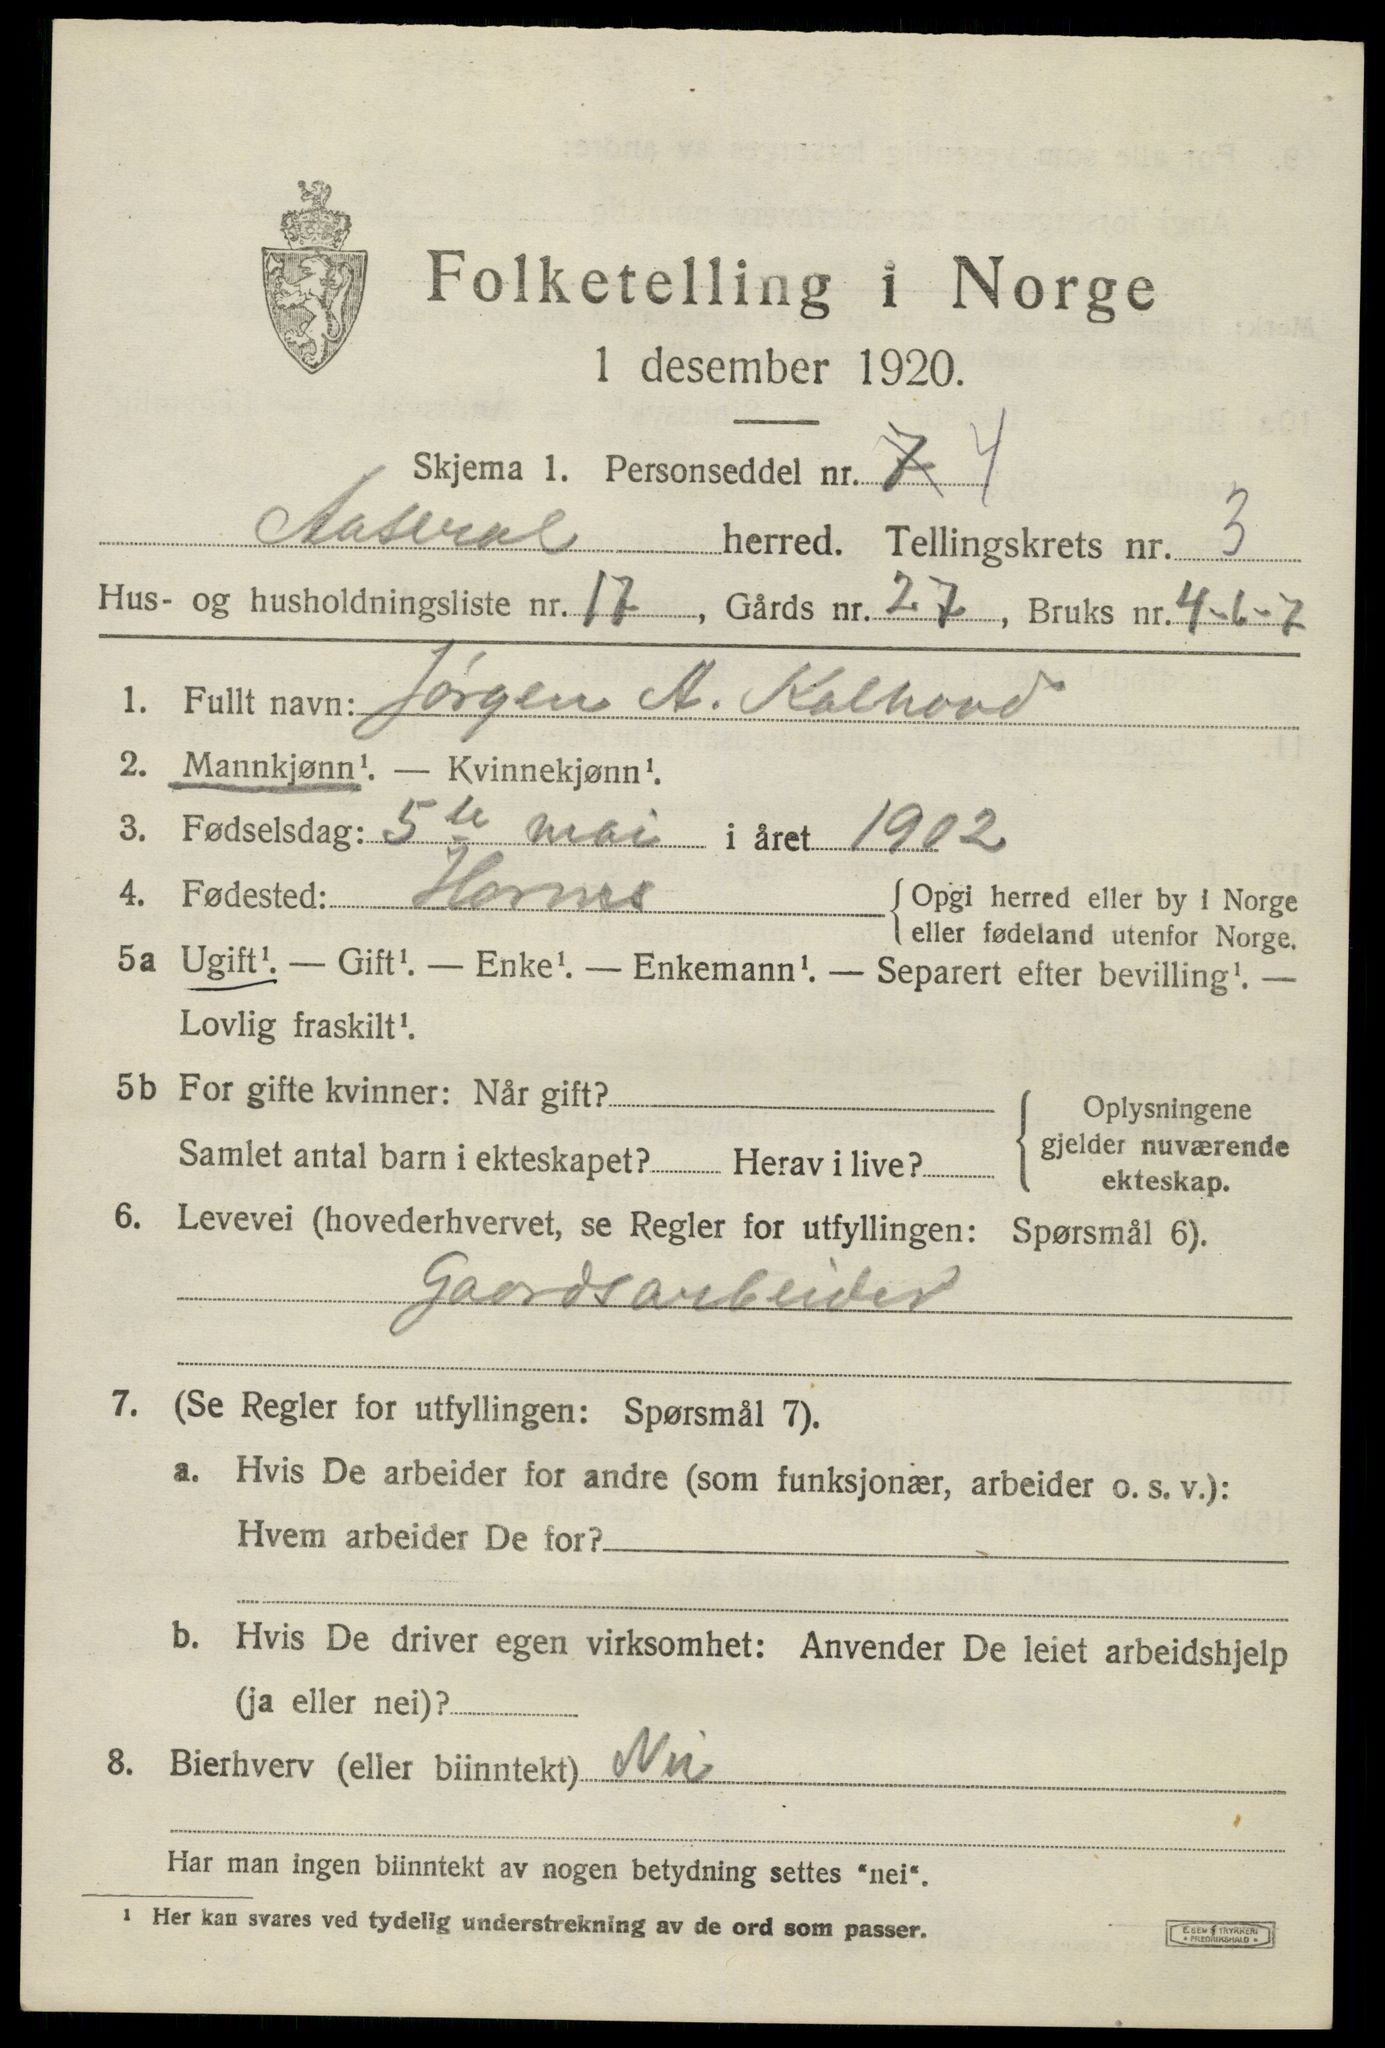 Folketelling i Norge
1 desember 1920.
Skjema 1. Personseddel nr. 7 4
Aaseral herred. Tellingskrets nr. 3
Hus- og husholdningsliste nr. 17, Gårds nr. 27, Bruks nr. 4-6-7
1. Fullt navn: Jørgen A. Kalhovd
2. Mannkjønn¹. — Kvinnekjønn¹.
3. Fødselsdag: 5te mai i året 1902
4. Fødested: Hornes { Opgi herred eller by i Norge
eller fødeland utenfor Norge.
5a Ugift¹. — Gift¹. — Enke¹. — Enkemann¹. — Separert efter bevilling¹. —
Lovlig fraskilt¹.
5b For gifte kvinner: Når gift?
Samlet antal barn i ekteskapet? Herav i live?
Oplysningene
gjelder nuværende
ekteskap.
6. Levevei (hovederhvervet, se Regler for utfyllingen: Spørsmål 6).
Gaardsarbeider
7. (Se Regler for utfyllingen: Spørsmål 7).
a. Hvis De arbeider for andre (som funksjonær, arbeider o. s. v.):
Hvem arbeider De for?
b. Hvis De driver egen virksomhet: Anvender De leiet arbeidshjelp
(ja eller nei)?
8. Bierhverv (eller biinntekt) Nei
Har man ingen biinntekt av nogen betydning settes "nei".
¹ Her kan svares ved tydelig understrekning av de ord som passer.